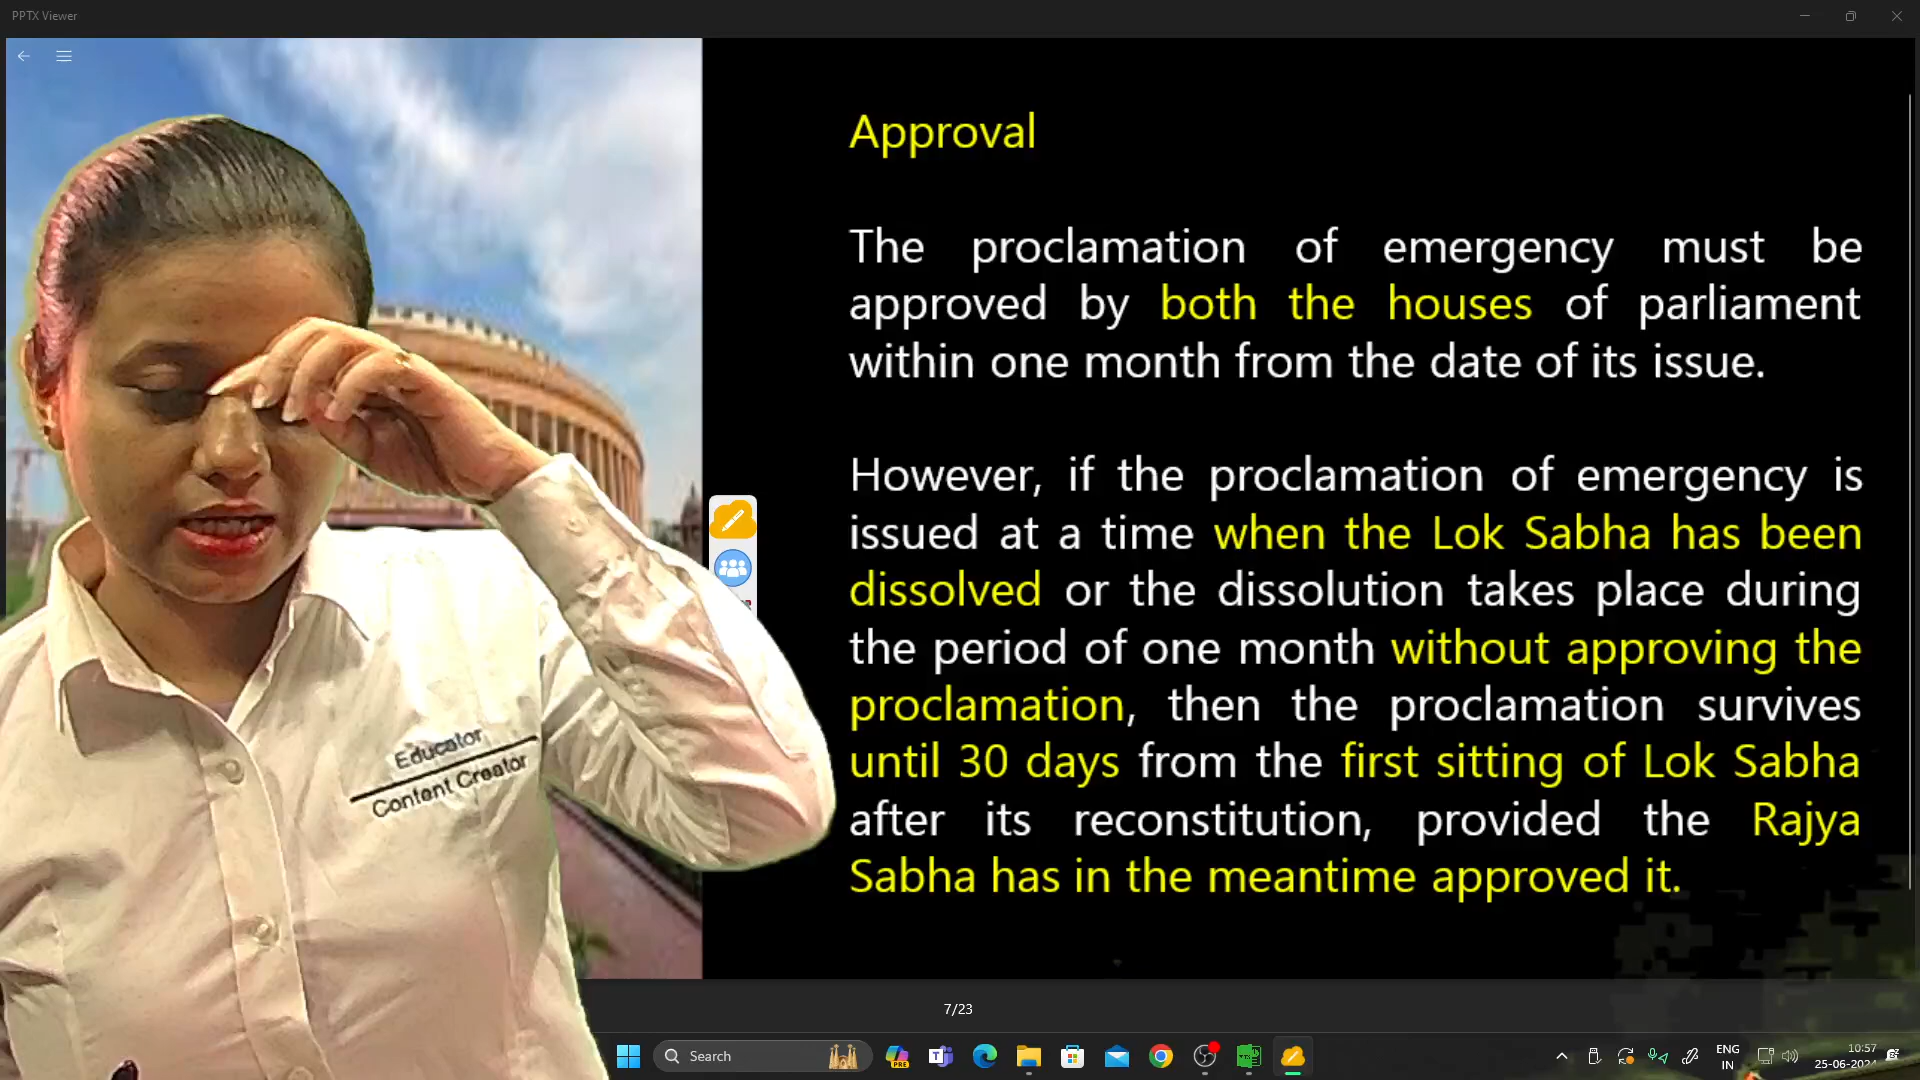 PPTX Viewer
Approval
The proclamation of emergency must be
approved by both the houses of parliament
within one month from the date of its issue.
However, if the proclamation of emergency is
issued at a time when the Lok Sabha has been
dissolved or the dissolution takes place during
the period of one month without approving the
proclamation, then the proclamation survives
until 30 days from the first sitting of Lok Sabha
after its reconstitution, provided the Rajya
Sabha has in the meantime approved it.
Educator
Content Creator
7/23
Search
PRE
ENG
IN
10:57
25-06-2024